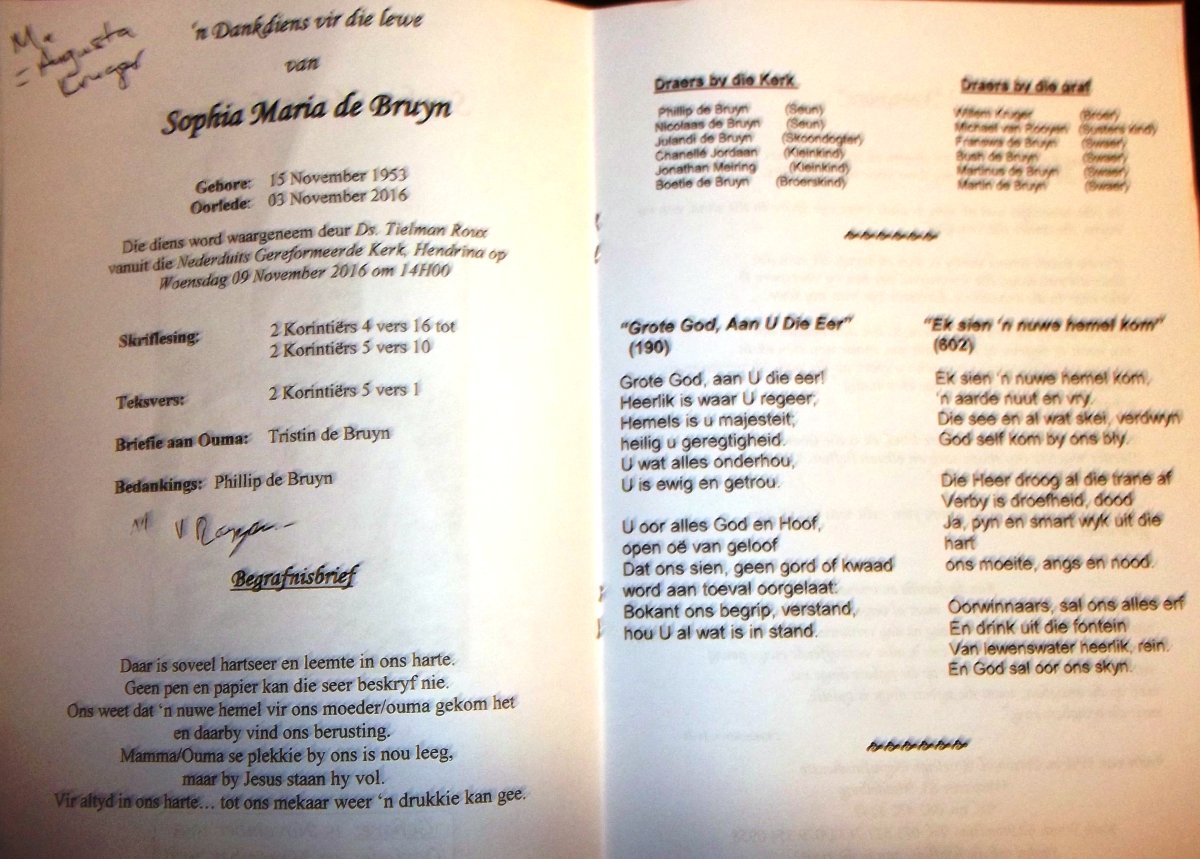 M =
Augusta
Kruger
'n Dankdiens vir die lewe
van
Sophia Maria de Bruyn
Gebore: 15 November 1953
Oorlede: 03 November 2016
Die diens word waargeneem deur Ds. Tielman Roux
vanuit die Nederduits Gereformeerde Kerk, Hendrina op
Woensdag 09 November 2016 om 14H00
Skriflesing: 2 Korintiërs 4 vers 16 tot
2 Korintiërs 5 vers 10
Teksvers: 2 Korintiërs 5 vers 1
Briefie aan Ouma: Tristin de Bruyn
Bedankings: Phillip de Bruyn
M V
Begrafnisbrief
Daar is soveel hartseer en leemte in ons harte.
Geen pen en papier kan die seer beskryf nie.
Ons weet dat 'n nuwe hemel vir ons moeder/ouma gekom het
en daarby vind ons berusting.
Mamma/Ouma se plekkie by ons is nou leeg,
maar by Jesus staan hy vol.
Vir altyd in ons harte... tot ons mekaar weer 'n drukkie kan gee.
Draers by die Kerk
Phillip de Bruyn (Seun)
Nicolaas de Bruyn (Seun)
Julandi de Bruyn (Skoondogter)
Chanellé Jordaan (Kleinkind)
Jonathan Meiring (Kleinkind)
Boetie de Bruyn (Broerskind)
Draers by die graf
Willem Kruger (Broer)
Michael van Rooyen (Susters kind)
Fransws de Bruyn (Swaer)
Bush de Bruyn (Swaer)
Martinus de Bruyn (Swaer)
Martin de Bruyn (Swaer)
"Grote God, Aan U Die Eer"
(190)
Grote God, aan U die eer!
Heerlik is waar U regeer;
Hemels is u majesteit;
heilig u geregtigheid.
U wat alles onderhou,
U is ewig en getrou.
U oor alles God en Hoof,
open oë van geloof
Dat ons sien, geen gord of kwaad
word aan toeval oorgelaat:
Bokant ons begrip, verstand,
hou U al wat is in stand.
"Ek sien 'n nuwe hemel kom"
(602)
Ek sien 'n nuwe hemel kom,
'n aarde nuut en vry.
Die see en al wat skei, verdwyn
God self kom by ons bly.
Die Heer droog al die trane af
Verby is droefheid, dood
Ja, pyn en smart wyk uit die
hart
ons moeite, angs en nood.
Oorwinnaars, sal ons alles erf
En drink uit die fontein
Van lewenswater heerlik, rein.
En God sal oor ons skyn.